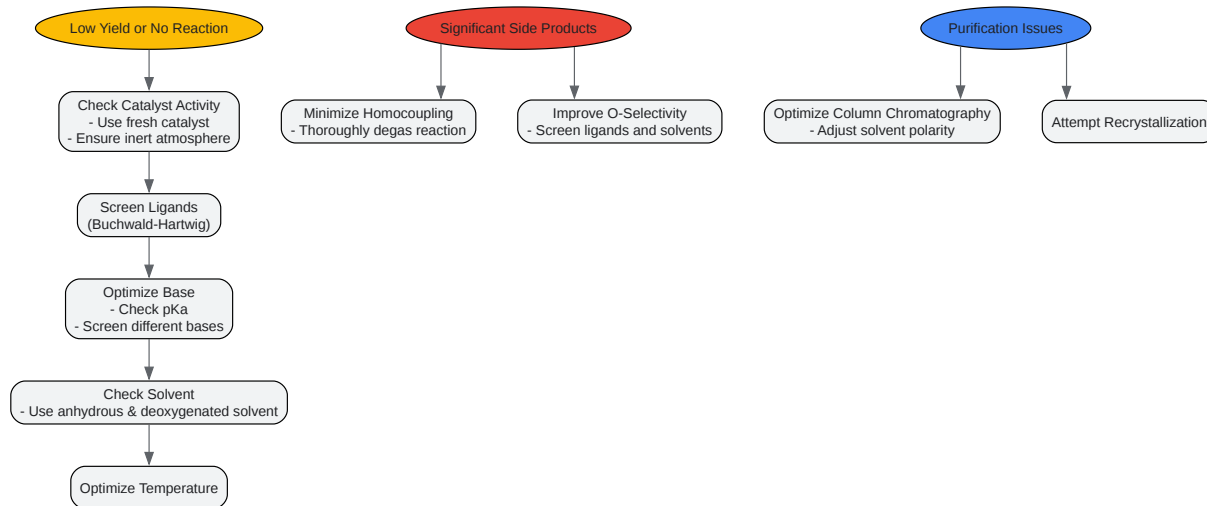 Low Yield or No Reaction
Significant Side Products
Purification Issues
Check Catalyst Activity
- Use fresh catalyst
- Ensure inert atmosphere
Minimize Homocoupling
- Thoroughly degas reaction
Improve O-Selectivity
- Screen ligands and solvents
Optimize Column Chromatography
- Adjust solvent polarity
Attempt Recrystallization
Screen Ligands
(Buchwald-Hartwig)
Optimize Base
- Check pKa
- Screen different bases
Check Solvent
- Use anhydrous & deoxygenated solvent
Optimize Temperature